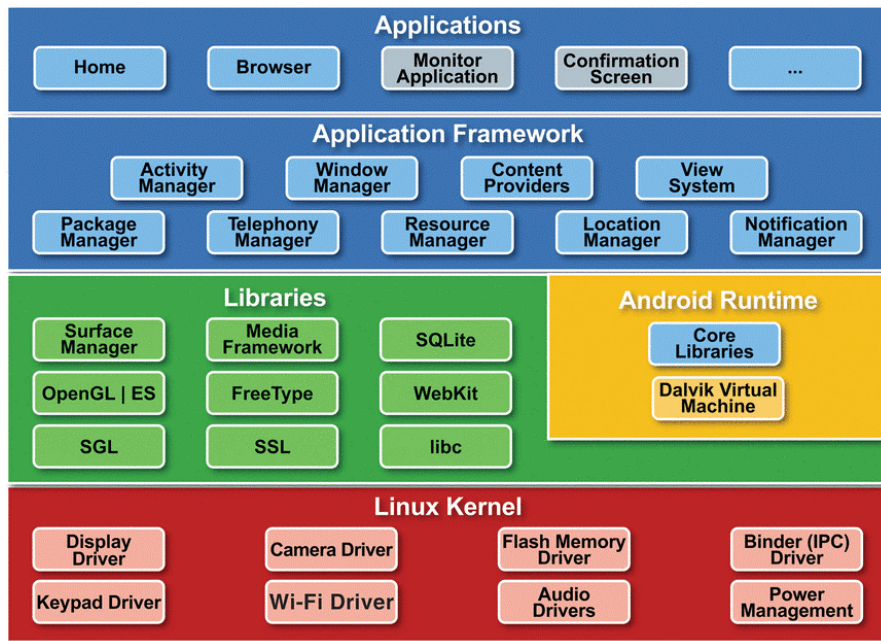 Applications
Home
Browser
Monitor
Application
Confirmation
Screen
...
Application Framework
Activity
Manager
Window
Manager
Content
Providers
View
System
Package
Manager
Telephony
Manager
Resource
Manager
Location
Manager
Notification
Manager
Libraries
Surface
Manager
Media
Framework
SQLite
OpenGL | ES
FreeType
WebKit
SGL
SSL
libc
Android Runtime
Core
Libraries
Dalvik Virtual
Machine
Linux Kernel
Display
Driver
Camera Driver
Flash Memory
Driver
Binder (IPC)
Driver
Keypad Driver
Wi-Fi Driver
Audio
Drivers
Power
Management